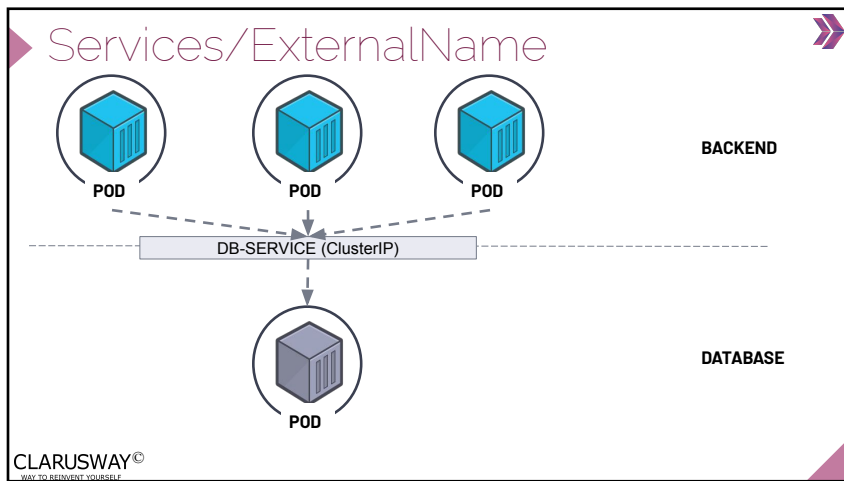 Services/ExternalName
BACKEND
POD
POD
POD
DB-SERVICE (ClusterIP)
DATABASE
POD
CLARUSWAY©
WAY TO REINVENT YOURSELF